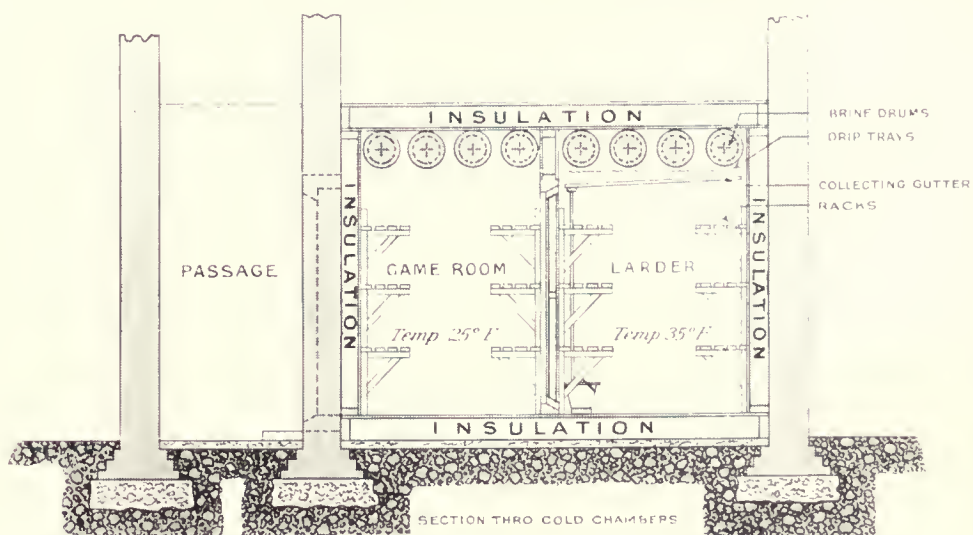 INSULATION
BRINE DRUMS
DRIP TRAYS
COLLECTING GUTTER
RACKS
INSULATION
INSULATION
PASSAGE
GAME ROOM
LARDER
Temp 25° F
Temp 35° F
INSULATION
SECTION THRO COLD CHAMBERS